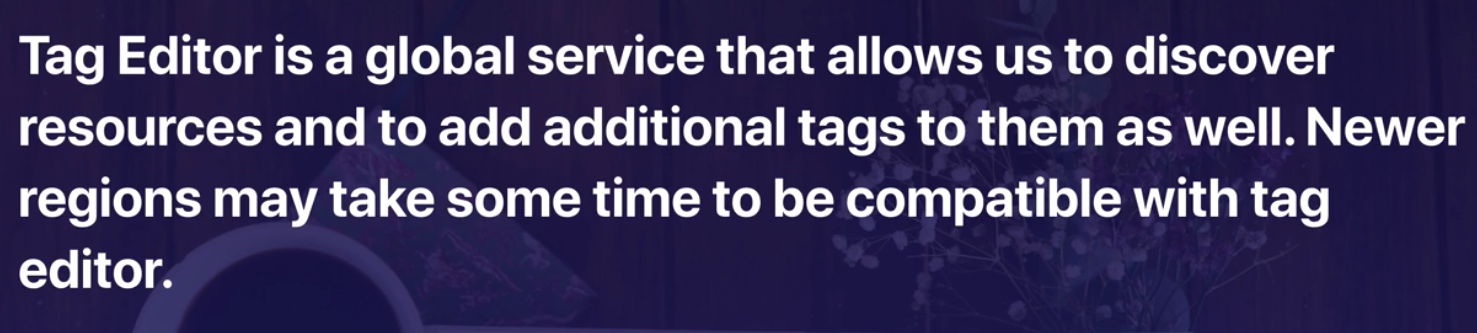 Tag Editor is a global service that allows us to discover
resources and to add additional tags to them as well. Newer
regions may take some time to be compatible with tag
editor.